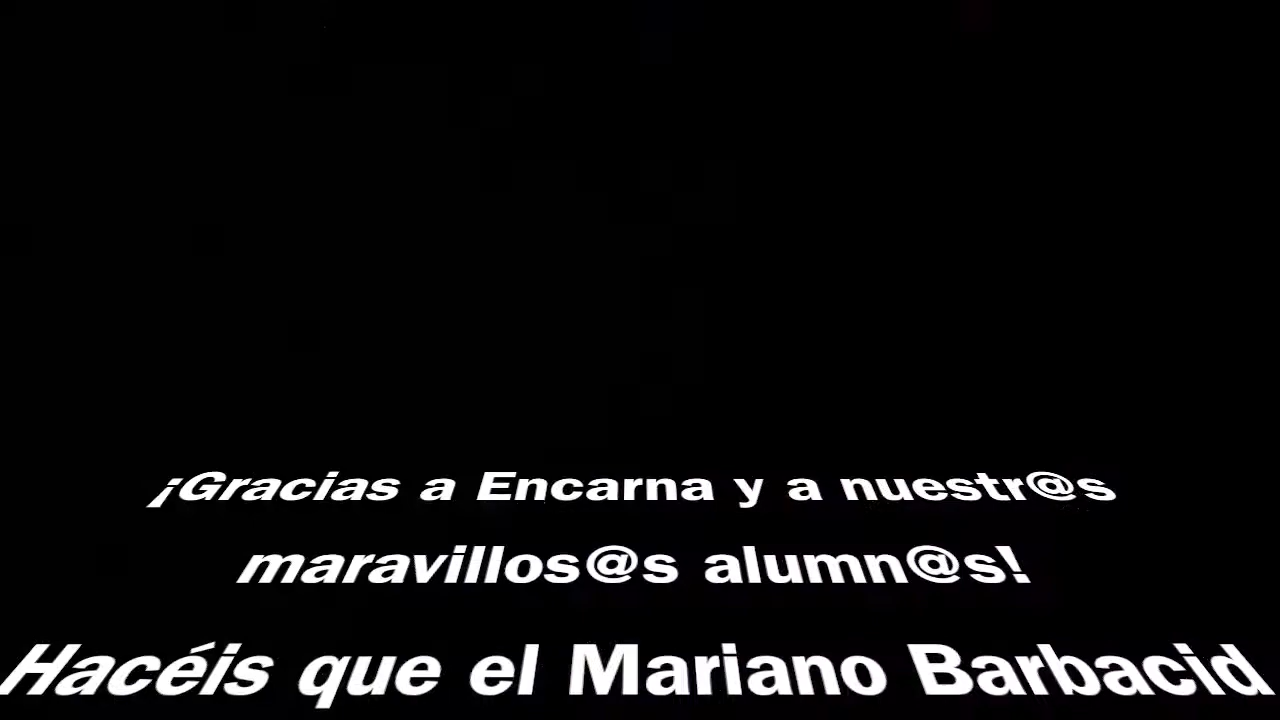 ¡Gracias a Encarna y a nuestr@s
maravillos@s alumn@s!
Hacéis que el Mariano Barbacid